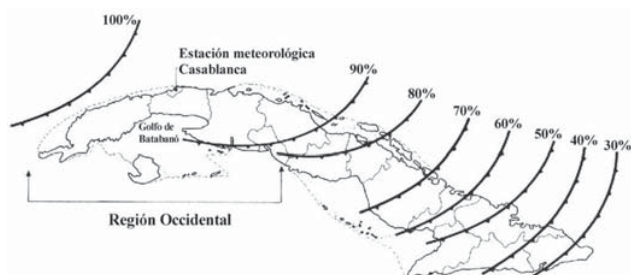 100%
Estación meteorológica
Casablanca
90%
80%
70%
60%
50%
40%
30%
Golfo de
Batabanó
Región Occidental